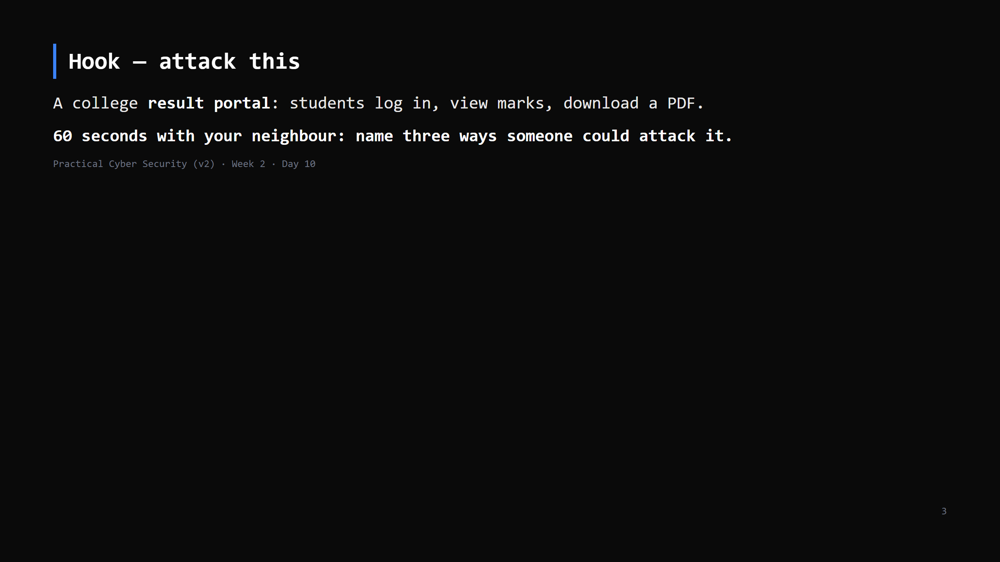 Hook — attack this
A college result portal: students log in, view marks, download a PDF.
60 seconds with your neighbour: name three ways someone could attack it.
Practical Cyber Security (v2) · Week 2 · Day 10
3